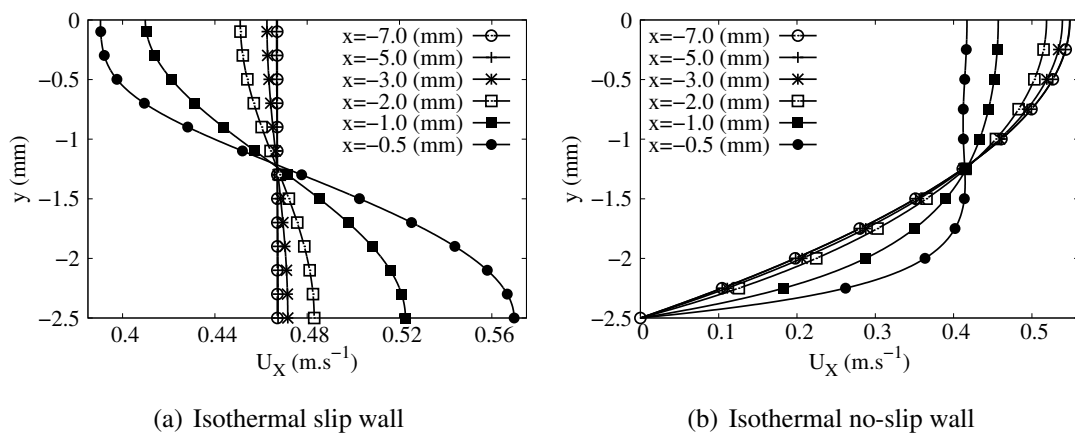 0
−0.5
−1
−1.5
−2
−2.5
y (mm)
0.4
0.44
0.48
0.52
0.56
U_X (m.s⁻¹)
x=−7.0 (mm)
x=−5.0 (mm)
x=−3.0 (mm)
x=−2.0 (mm)
x=−1.0 (mm)
x=−0.5 (mm)
(a) Isothermal slip wall
0
−0.5
−1
−1.5
−2
−2.5
y (mm)
0
0.1
0.2
0.3
0.4
0.5
U_X (m.s⁻¹)
x=−7.0 (mm)
x=−5.0 (mm)
x=−3.0 (mm)
x=−2.0 (mm)
x=−1.0 (mm)
x=−0.5 (mm)
(b) Isothermal no-slip wall